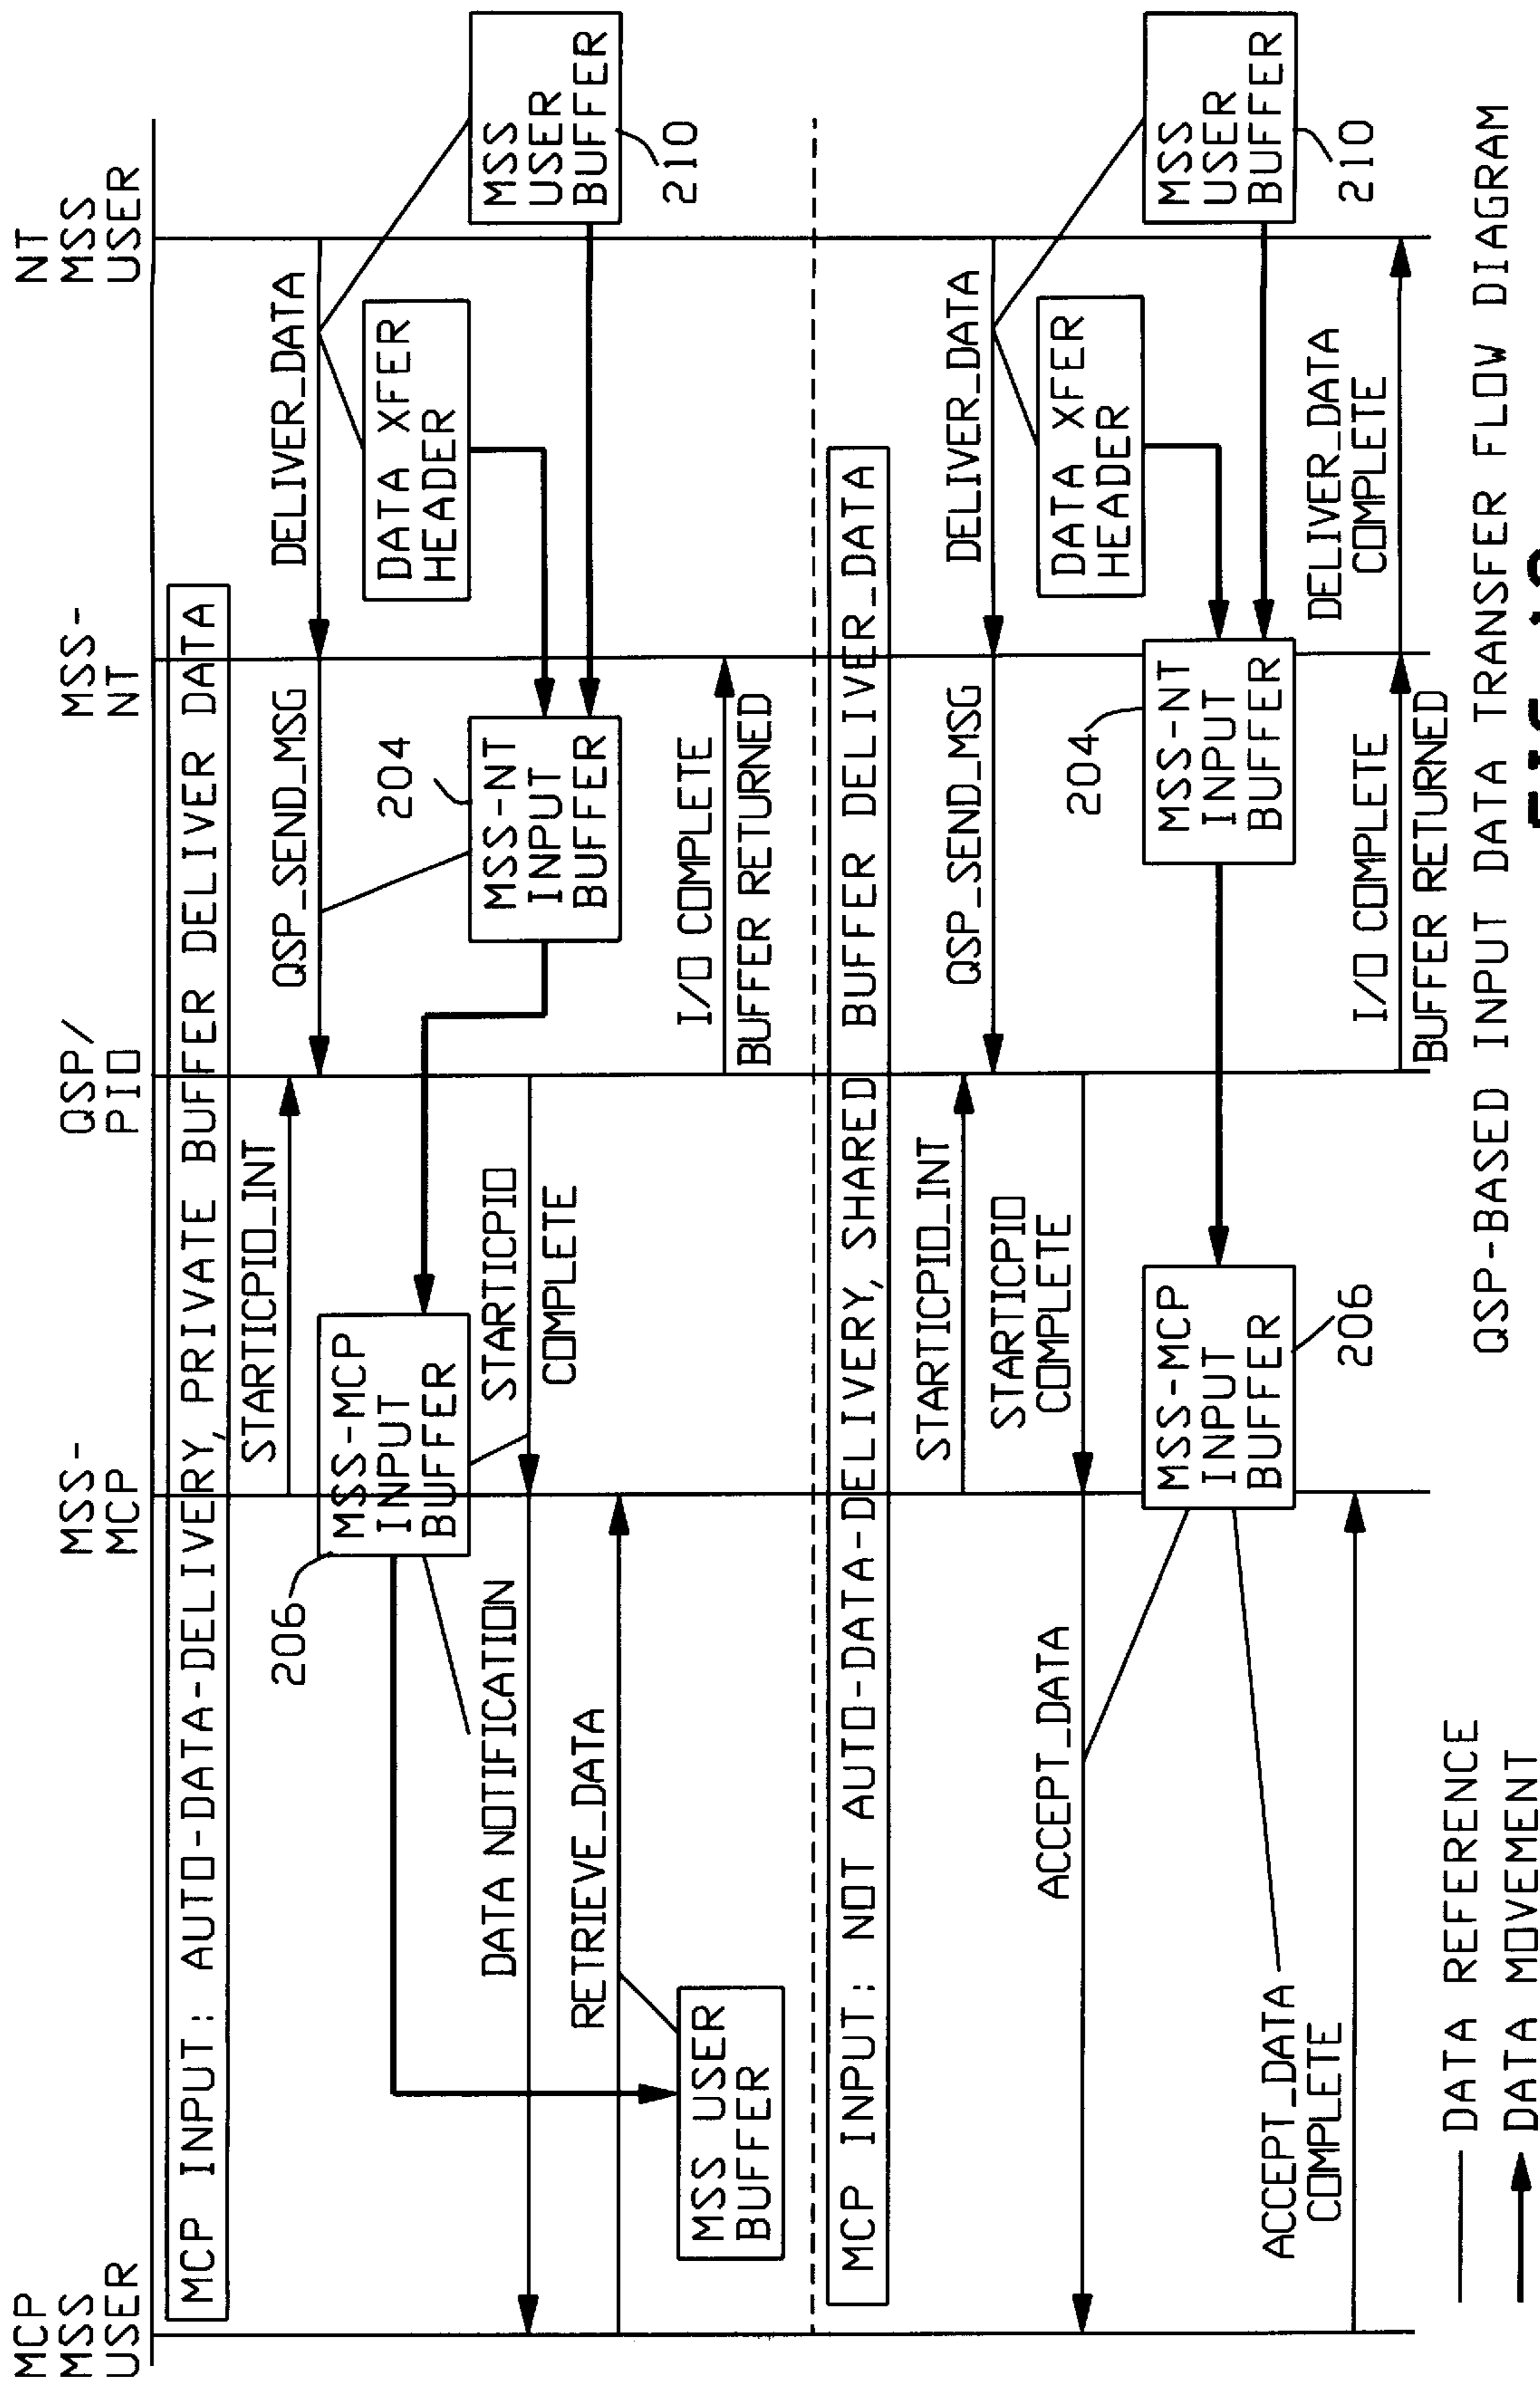 MCP
MSS
USER
MSS-
MCP
QSP/
PIO
MSS-
NT
NT
MSS
USER
MCP INPUT: AUTO-DATA-DELIVERY, PRIVATE BUFFER DELIVER DATA
STARTICPIO_INT
QSP_SEND_MSG
DELIVER_DATA
206
MSS-MCP
INPUT
BUFFER
204
DATA XFER
HEADER
MSS-NT
INPUT
BUFFER
MSS
USER
BUFFER
210
DATA NOTIFICATION
STARTICPIO
COMPLETE
RETRIEVE_DATA
I/O COMPLETE
BUFFER RETURNED
MSS USER
BUFFER
MCP INPUT: NOT AUTO-DATA-DELIVERY, SHARED BUFFER DELIVER_DATA
STARTICPIO_INT
QSP_SEND_MSG
DELIVER_DATA
STARTICPIO
COMPLETE
ACCEPT_DATA
204
DATA XFER
HEADER
MSS-MCP
INPUT
BUFFER
206
MSS-NT
INPUT
BUFFER
MSS
USER
BUFFER
210
ACCEPT_DATA
COMPLETE
I/O COMPLETE
BUFFER RETURNED
DELIVER_DATA
COMPLETE
DATA REFERENCE
DATA MOVEMENT
QSP-BASED INPUT DATA TRANSFER FLOW DIAGRAM